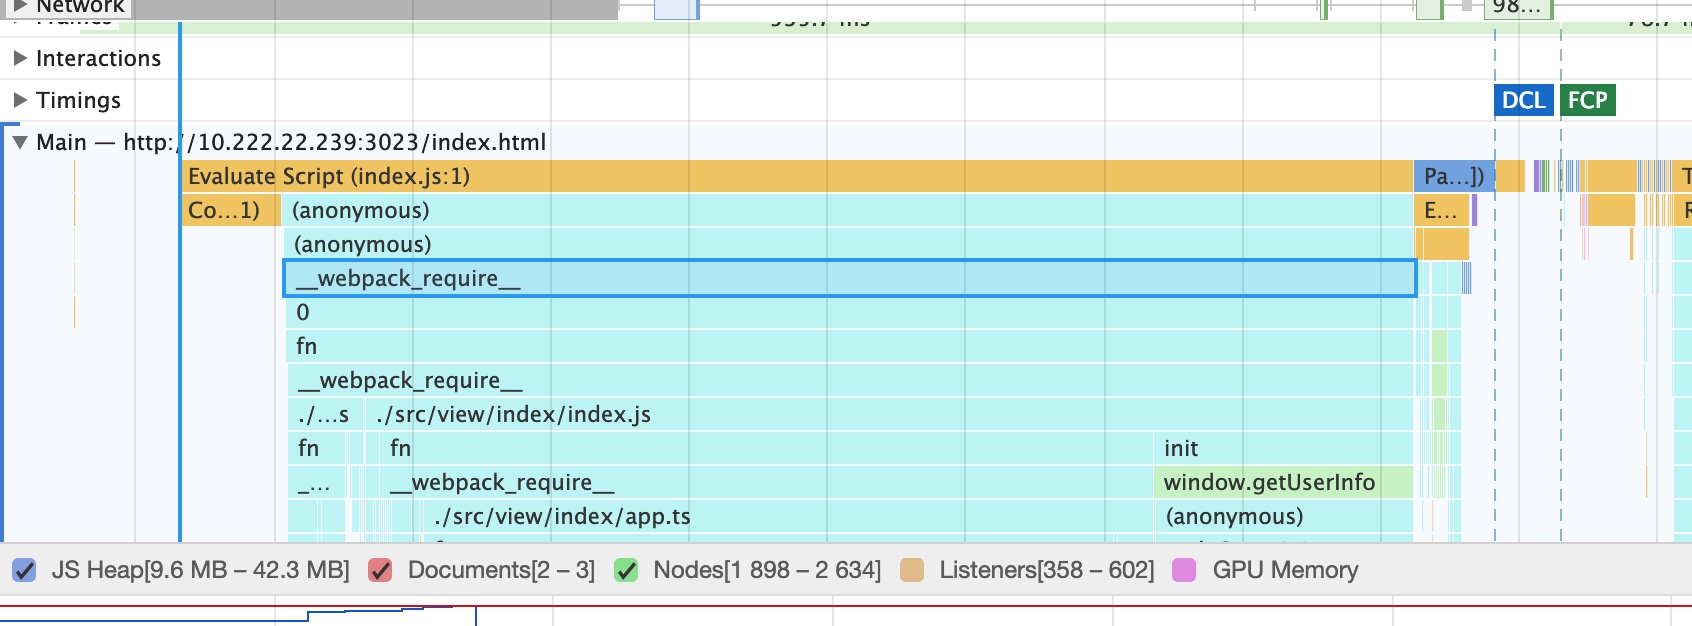 Network
98...
Frames
Interactions
Timings
DCL FCP
Main — http://10.222.22.239:3023/index.html
Evaluate Script (index.js:1) Pa...])
Co...1) (anonymous) E...
(anonymous)
__webpack_require__
0
fn
__webpack_require__
./...s ./src/view/index/index.js
fn fn init
_... __webpack_require__ window.getUserInfo
./src/view/index/app.ts (anonymous)
JS Heap[9.6 MB – 42.3 MB] Documents[2 – 3] Nodes[1 898 – 2 634] Listeners[358 – 602] GPU Memory